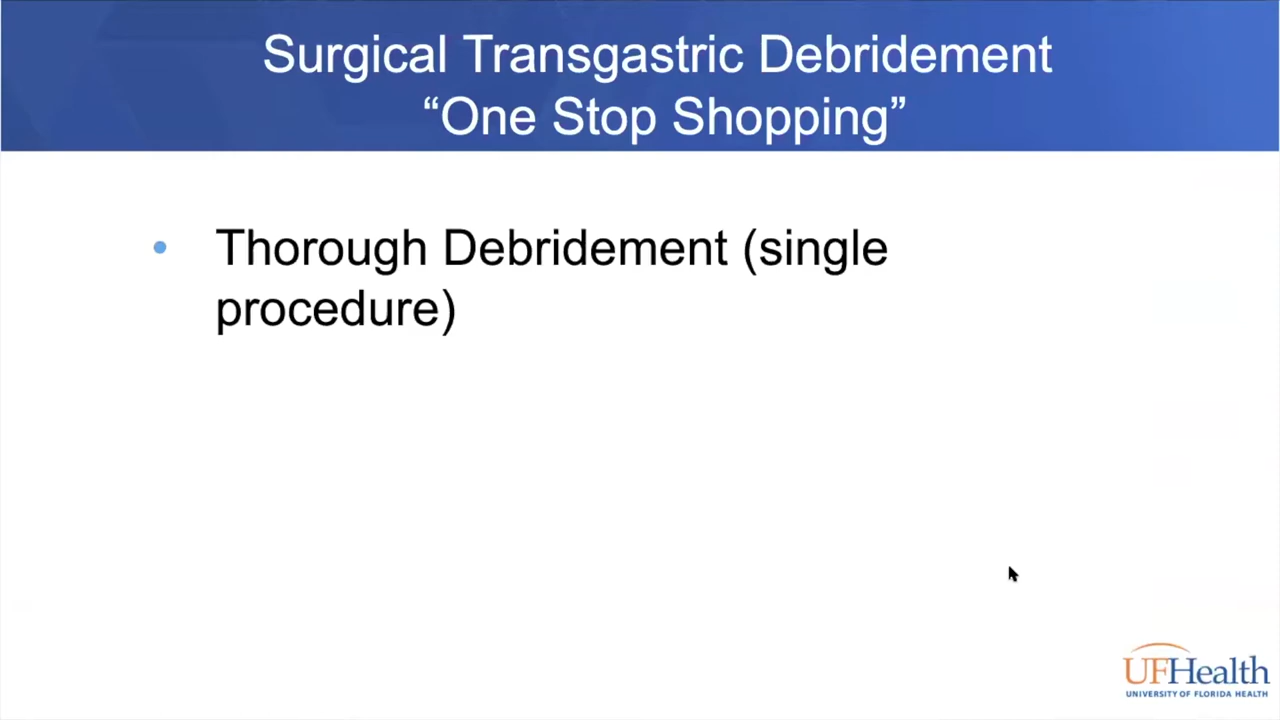 Surgical Transgastric Debridement
“One Stop Shopping”
• Thorough Debridement (single
procedure)
UFHealth
UNIVERSITY OF FLORIDA HEALTH